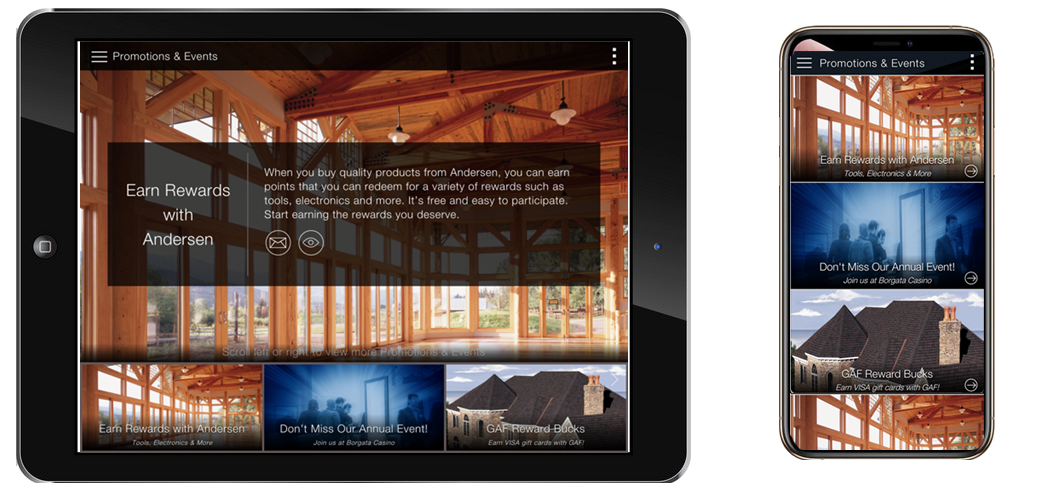 Promotions & Events
Earn Rewards
with
Andersen
When you buy quality products from Andersen, you can earn
points that you can redeem for a variety of rewards such as
tools, electronics and more. It's free and easy to participate.
Start earning the rewards you deserve.
Scroll left or right to view more Promotions & Events
Earn Rewards with Andersen
Tools, Electronics & More
Don't Miss Our Annual Event!
Join us at Borgata Casino
GAF Reward Bucks
Earn VISA gift cards with GAF!
Promotions & Events
Earn Rewards with Andersen
Tools, Electronics & More
Don't Miss Our Annual Event!
Join us at Borgata Casino
GAF Reward Bucks
Earn VISA gift cards with GAF!